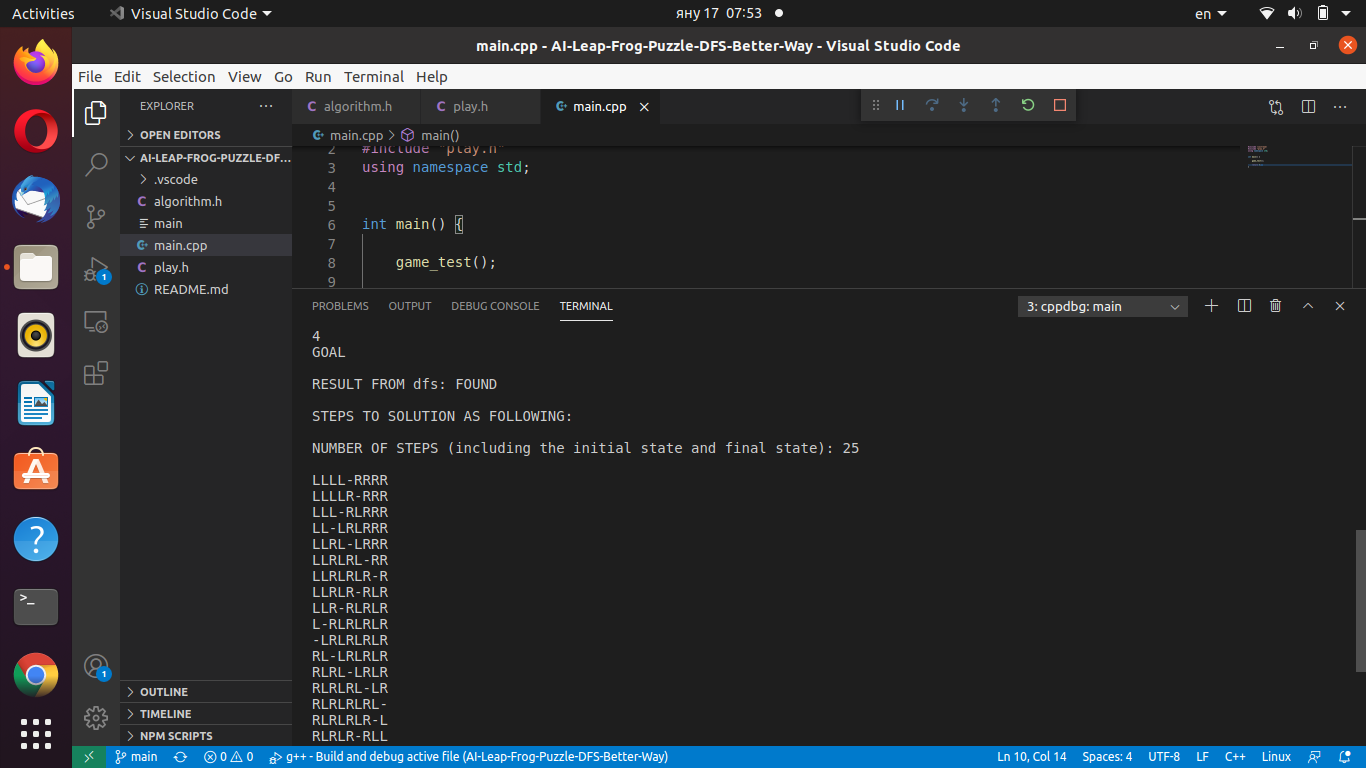 Activities
Visual Studio Code
яну 17 07:53
en
main.cpp - AI-Leap-Frog-Puzzle-DFS-Better-Way - Visual Studio Code
File Edit Selection View Go Run Terminal Help
EXPLORER
OPEN EDITORS
AI-LEAP-FROG-PUZZLE-DF...
.vscode
C algorithm.h
main
C++ main.cpp
C play.h
README.md
1
1
OUTLINE
TIMELINE
NPM SCRIPTS
C algorithm.h
C play.h
C++ main.cpp
C++ main.cpp > main()
2 #include "play.h"
3 using namespace std;
4
5
6 int main() {
7
8 game_test();
9
PROBLEMS OUTPUT DEBUG CONSOLE TERMINAL
3: cppdbg: main
4
GOAL
RESULT FROM dfs: FOUND
STEPS TO SOLUTION AS FOLLOWING:
NUMBER OF STEPS (including the initial state and final state): 25
LLLL-RRRR
LLLLR-RRR
LLL-RLRRR
LL-LRLRRR
LLRL-LRRR
LLRLRL-RR
LLRLRLR-R
LLRLR-RLR
LLR-RLRLR
L-RLRLRLR
-LRLRLRLR
RL-LRLRLR
RLRL-LRLR
RLRLRL-LR
RLRLRLRL-
RLRLRLR-L
RLRLR-RLL
main
0 0
g++ - Build and debug active file (AI-Leap-Frog-Puzzle-DFS-Better-Way)
Ln 10, Col 14
Spaces: 4
UTF-8
LF
C++
Linux